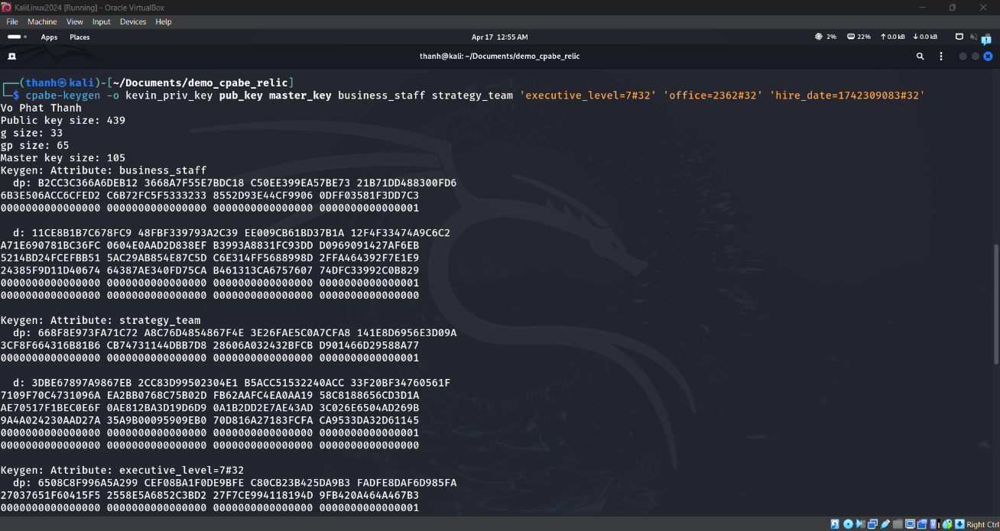 KaliLinux2024 [Running] - Oracle VirtualBox
File Machine View Input Devices Help
Apps Places Apr 17 12:55 AM 2% 22% 0.0 kB 0.0 kB
thanh@kali: ~/Documents/demo_cpabe_relic
(thanh㉿kali)-[~/Documents/demo_cpabe_relic]
$ cpabe-keygen -o kevin_priv_key pub_key master_key business_staff strategy_team 'executive_level=7#32' 'office=2362#32' 'hire_date=1742309083#32'
Vo Phat Thanh
Public key size: 439
g size: 33
gp size: 65
Master key size: 105
Keygen: Attribute: business_staff
dp: B2CC3C366A6DEB12 3668A7F55E7BDC18 C50EE399EA57BE73 21B71DD488300FD6
6B3E506ACC6CFED2 C6B72FC5F5333233 8552D93E44CF9906 0DFF03581F3DD7C3
0000000000000000 0000000000000000 0000000000000000 0000000000000001
d: 11CE8B1B7C678FC9 48FBF339793A2C39 EE009CB61BD37B1A 12F4F33474A9C6C2
A71E690781BC36FC 0604E0AAD2D838EF B3993A8831FC93DD D0969091427AF6EB
5214BD24FCEFBB51 5AC29AB854E87C5D C6E314FF5688998D 2FFA464392F7E1E9
24385F9D11D40674 64387AE340FD75CA B461313CA6757607 74DFC33992C0B829
0000000000000000 0000000000000000 0000000000000000 0000000000000001
0000000000000000 0000000000000000 0000000000000000 0000000000000000
Keygen: Attribute: strategy_team
dp: 668F8E973FA71C72 A8C76D4854867F4E 3E26FAE5C0A7CFA8 141E8D6956E3D09A
3CF8F664316B81B6 CB74731144DBB7D8 28606A032432BFCB D901466D29588A77
0000000000000000 0000000000000000 0000000000000000 0000000000000001
d: 3DBE67897A9867EB 2CC83D99502304E1 B5ACC51532240ACC 33F20BF34760561F
7109F70C4731096A EA2BB0768C75B02D FB62AAFC4EA0AA19 58C8188656CD3D1A
AE70517F1BEC0E6F 0AE812BA3D19D6D9 0A1B2DD2E7AE43AD 3C026E6504AD269B
9A4A024230AAD27A 35A9B00095909EB0 70D816A27183FCFA CA9533DA32D61145
0000000000000000 0000000000000000 0000000000000000 0000000000000001
0000000000000000 0000000000000000 0000000000000000 0000000000000000
Keygen: Attribute: executive_level=7#32
dp: 6508C8F996A5A299 CEF08BA1F0DE9BFE C80CB23B425DA9B3 FADFE8DAF6D985FA
27037651F60415F5 2558E5A6852C3BD2 27F7CE994118194D 9FB420A464A467B3
0000000000000000 0000000000000000 0000000000000000 0000000000000001
Right Ctrl